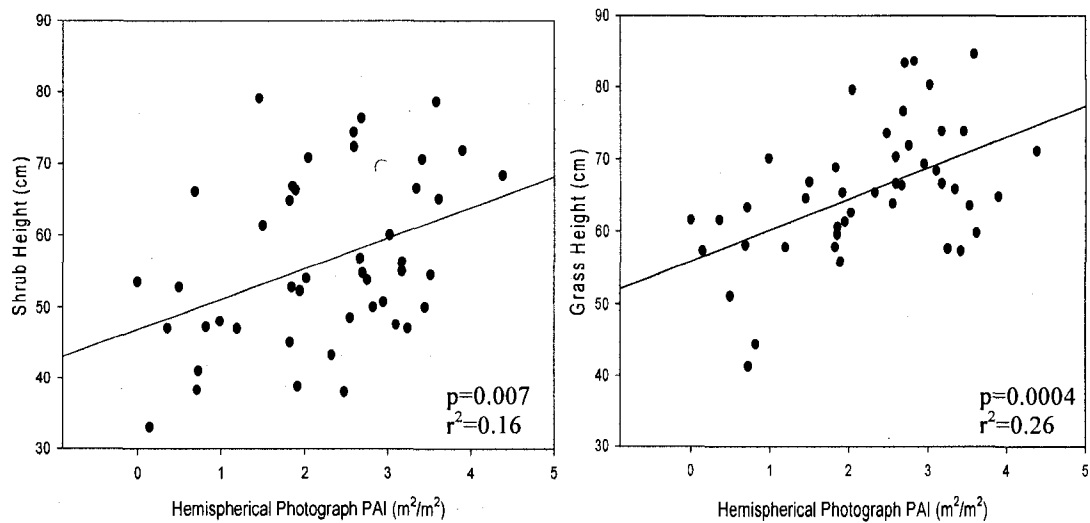 90
80
70
60
50
40
30
Shrub Height (cm)
0 1 2 3 4 5
Hemispherical Photograph PAI (m²/m²)
p=0.007
r²=0.16
90
80
70
60
50
40
30
Grass Height (cm)
0 1 2 3 4 5
Hemispherical Photograph PAI (m²/m²)
p=0.0004
r²=0.26